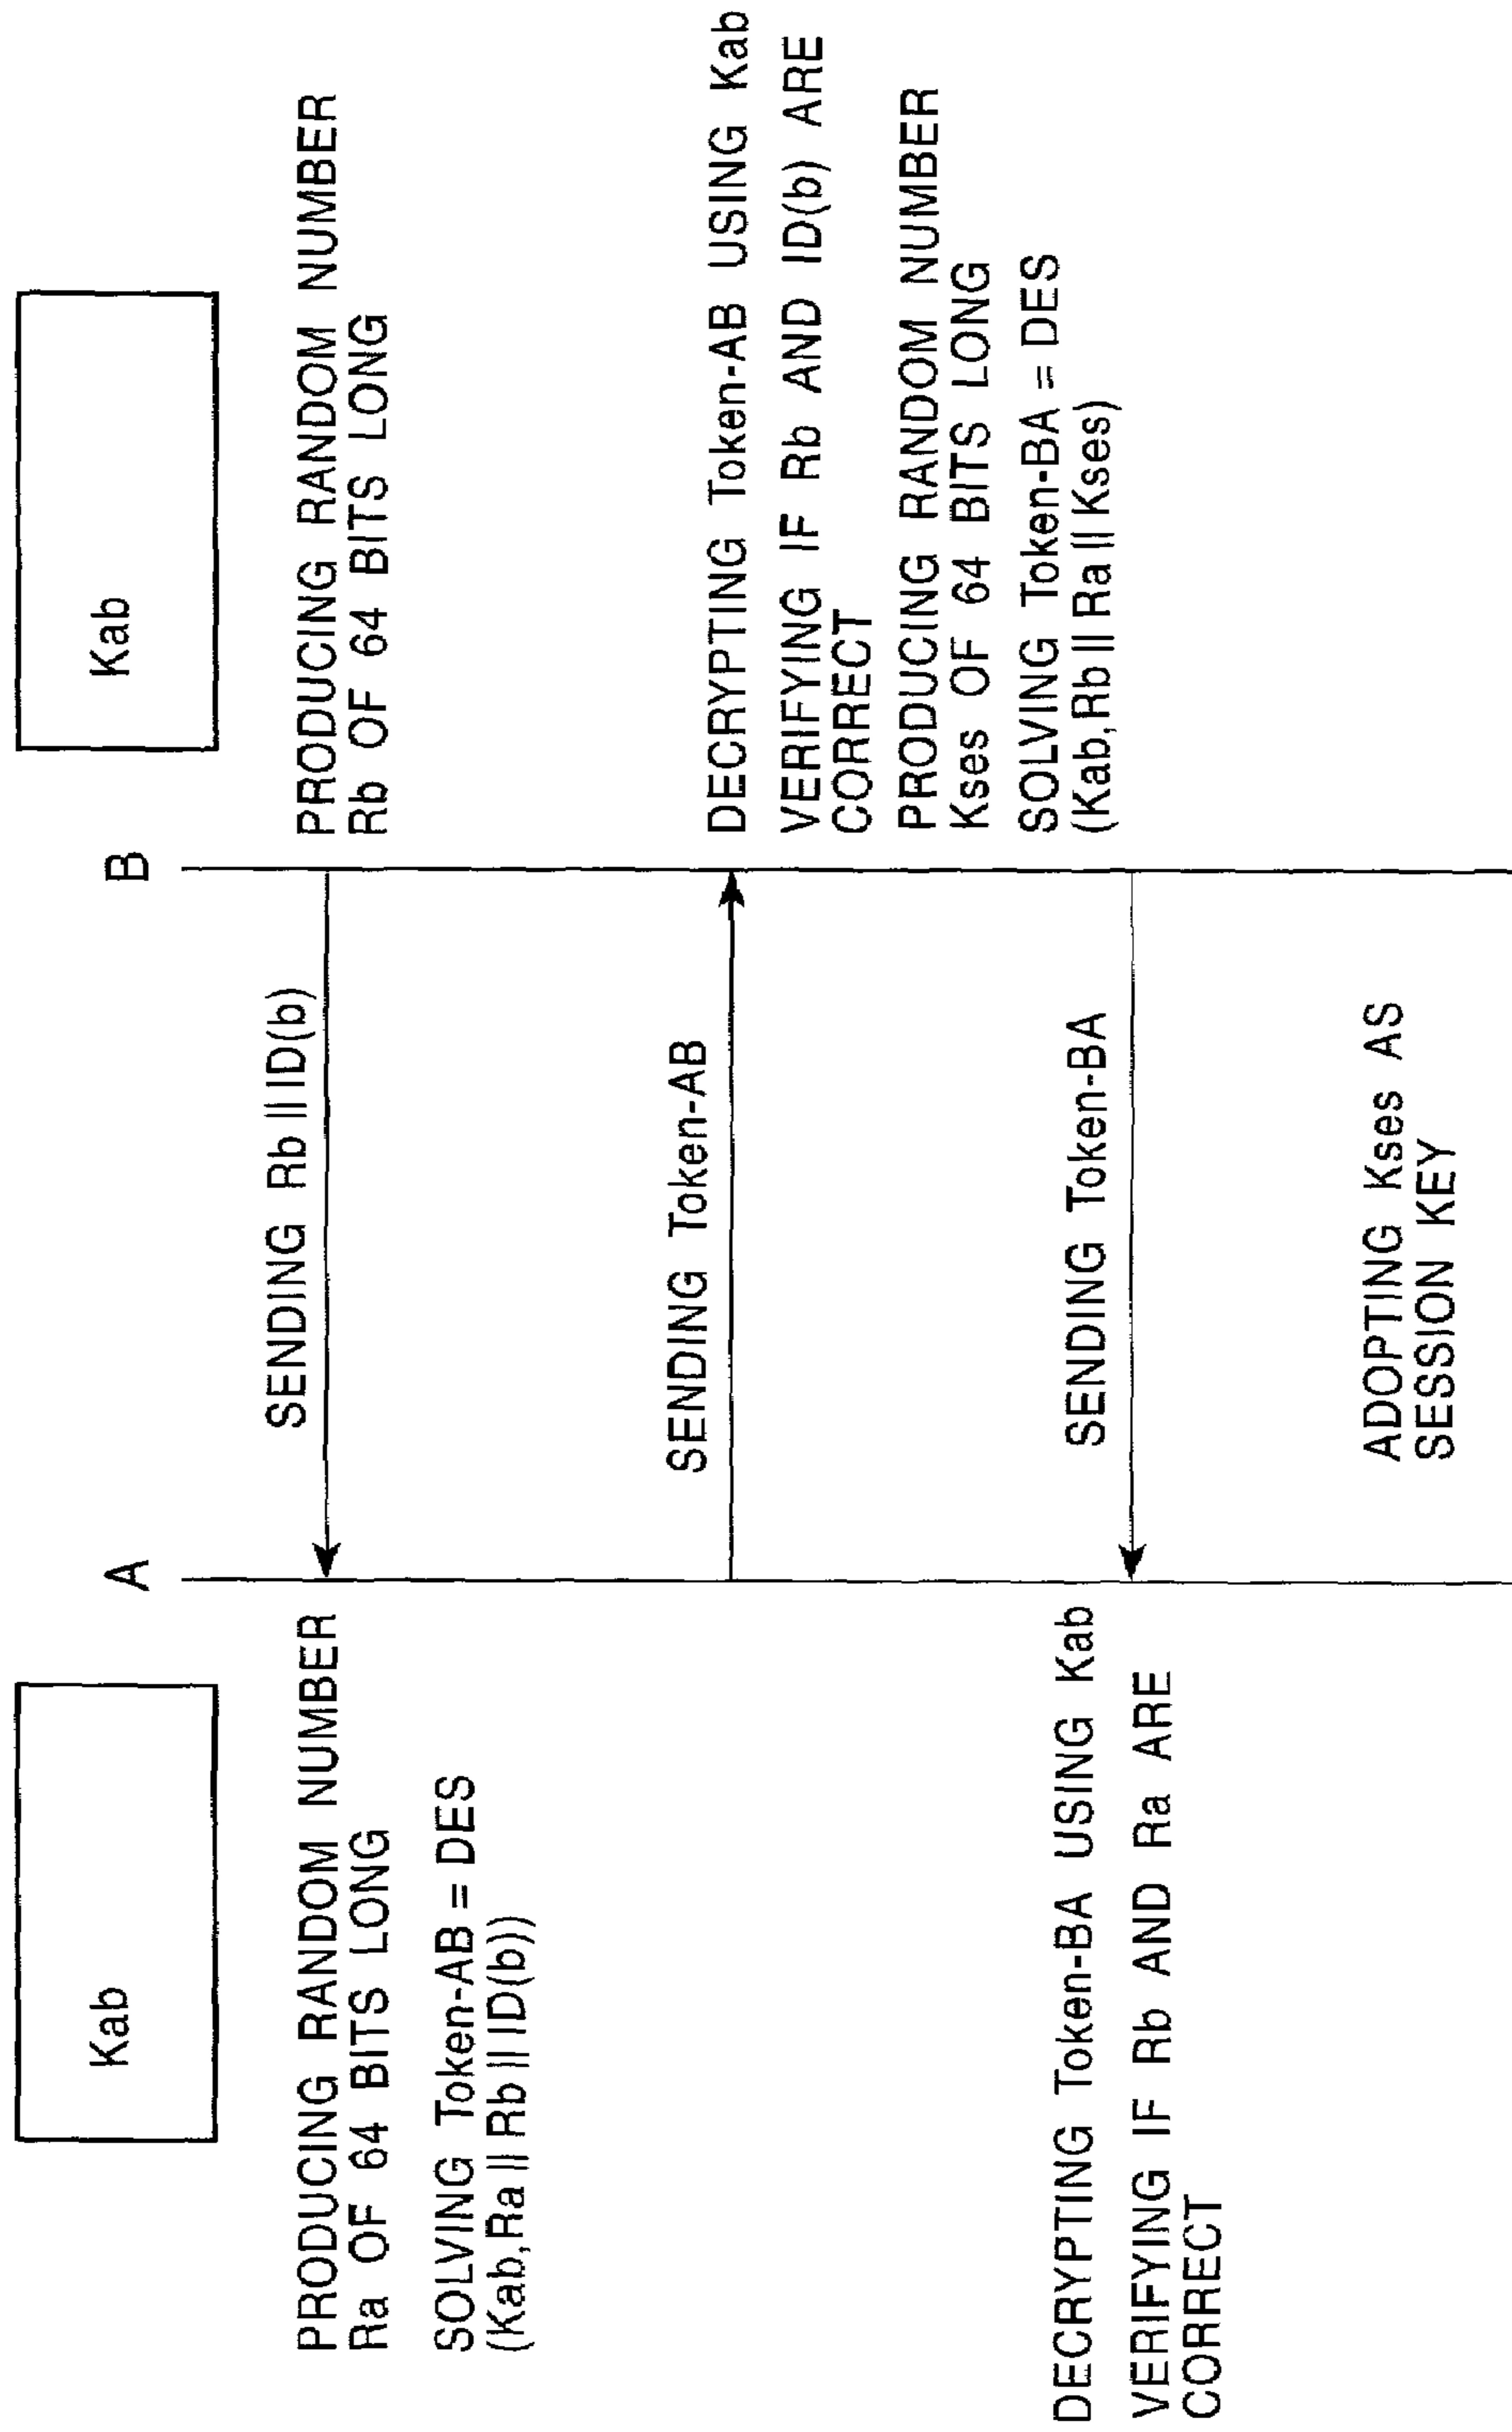 Kab
Kab
A
B
PRODUCING RANDOM NUMBER
Rb OF 64 BITS LONG
SENDING Rb || ID(b)
PRODUCING RANDOM NUMBER
Ra OF 64 BITS LONG
SOLVING Token-AB = DES
(Kab,Ra || Rb || ID(b))
SENDING Token-AB
DECRYPTING Token-AB USING Kab
VERIFYING IF Rb AND ID(b) ARE
CORRECT
PRODUCING RANDOM NUMBER
Kses OF 64 BITS LONG
SOLVING Token-BA = DES
(Kab,Rb || Ra || Kses)
SENDING Token-BA
DECRYPTING Token-BA USING Kab
VERIFYING IF Rb AND Ra ARE
CORRECT
ADOPTING Kses AS
SESSION KEY